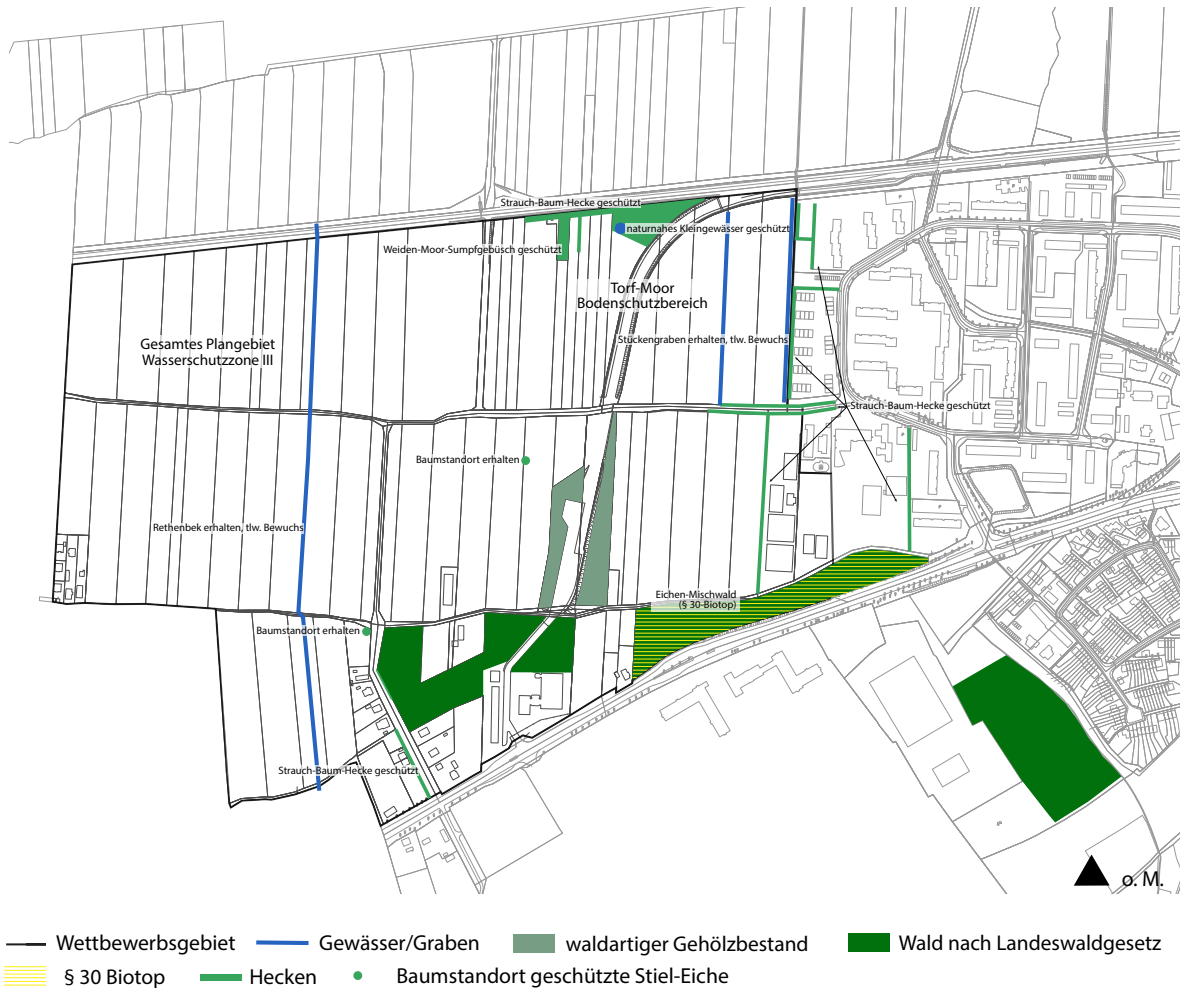 Strauch-Baum-Hecke geschützt
naturnahes Kleingewässer geschützt
Weiden-Moor-Sumpfgebüsch geschützt
Torf-Moor
Bodenschutzbereich
Gesamtes Plangebiet
Wasserschutzzone III
Stückengraben erhalten, tlw. Bewuchs
Strauch-Baum-Hecke geschützt
Baumstandort erhalten
Rethenbek erhalten, tlw. Bewuchs
Eichen-Mischwald
(§ 30-Biotop)
Baumstandort erhalten
Strauch-Baum-Hecke geschützt
o. M.
Wettbewerbsgebiet
Gewässer/Graben
waldartiger Gehölzbestand
Wald nach Landeswaldgesetz
§ 30 Biotop
Hecken
Baumstandort geschützte Stiel-Eiche